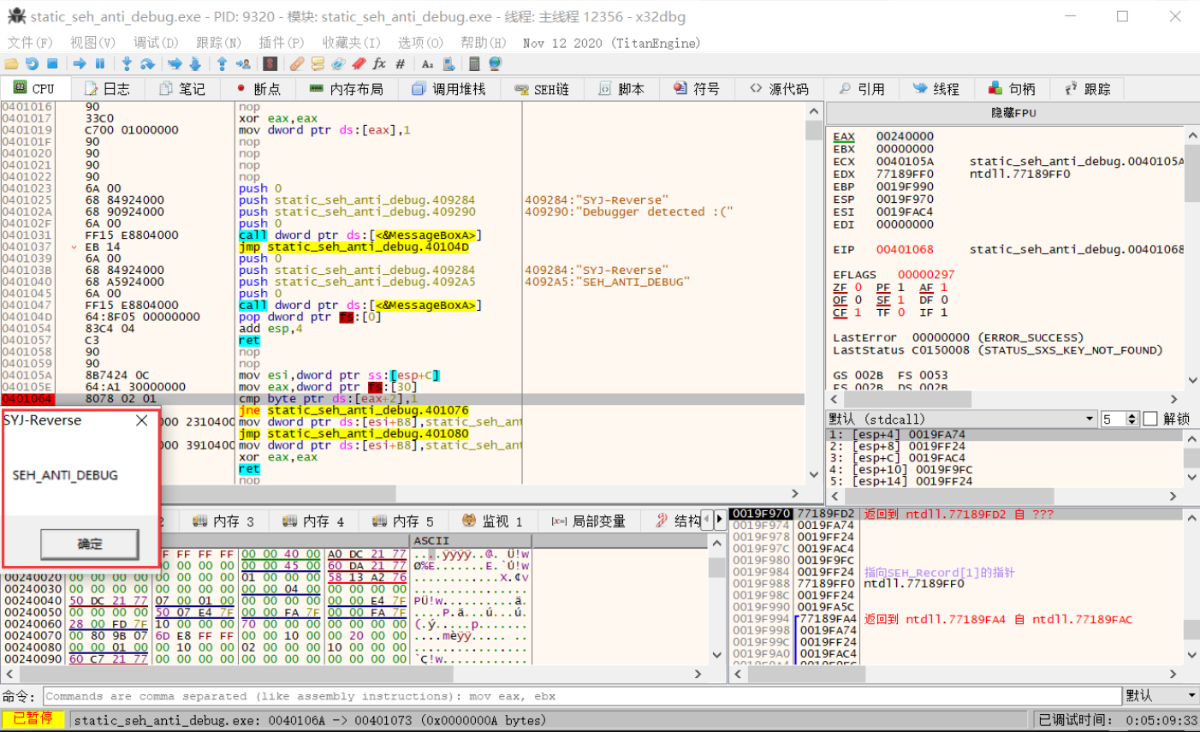 static_seh_anti_debug.exe - PID: 9320 - 模块: static_seh_anti_debug.exe - 线程: 主线程 12356 - x32dbg
文件(F) 视图(V) 调试(D) 跟踪(N) 插件(P) 收藏夹(I) 选项(O) 帮助(H) Nov 12 2020 (TitanEngine)
CPU 日志 笔记 断点 内存布局 调用堆栈 SEH链 脚本 符号 源代码 引用 线程 句柄 跟踪
0401016 90 nop
0401017 33C0 xor eax,eax
0401019 C700 01000000 mov dword ptr ds:[eax],1
040101F 90 nop
0401020 90 nop
0401021 90 nop
0401022 90 nop
0401023 6A 00 push 0
0401025 68 84924000 push static_seh_anti_debug.409284 409284:"SYJ-Reverse"
040102A 68 90924000 push static_seh_anti_debug.409290 409290:"Debugger detected :("
040102F 6A 00 push 0
0401031 FF15 E8804000 call dword ptr ds:[<&MessageBoxA>]
0401037 EB 14 jmp static_seh_anti_debug.40104D
0401039 6A 00 push 0
040103B 68 84924000 push static_seh_anti_debug.409284 409284:"SYJ-Reverse"
0401040 68 A5924000 push static_seh_anti_debug.4092A5 4092A5:"SEH_ANTI_DEBUG"
0401045 6A 00 push 0
0401047 FF15 E8804000 call dword ptr ds:[<&MessageBoxA>]
040104D 64:8F05 00000000 pop dword ptr fs:[0]
0401054 83C4 04 add esp,4
0401057 C3 ret
0401058 90 nop
0401059 90 nop
040105A 8B7424 0C mov esi,dword ptr ss:[esp+C]
040105E 64:A1 30000000 mov eax,dword ptr fs:[30]
0401064 8078 02 01 cmp byte ptr ds:[eax+2],1
jne static_seh_anti_debug.401076
000 23104000 mov dword ptr ds:[esi+B8],static_seh_ant
jmp static_seh_anti_debug.401080
000 39104000 mov dword ptr ds:[esi+B8],static_seh_ant
xor eax,eax
ret
nop
隐藏FPU
EAX 00240000
EBX 00000000
ECX 0040105A static_seh_anti_debug.0040105A
EDX 77189FF0 ntdll.77189FF0
EBP 0019F990
ESP 0019F970
ESI 0019FAC4
EDI 00000000
EIP 00401068 static_seh_anti_debug.00401068
EFLAGS 00000297
ZF 0 PF 1 AF 1
OF 0 SF 1 DF 0
CF 1 TF 0 IF 1
LastError 00000000 (ERROR_SUCCESS)
LastStatus C0150008 (STATUS_SXS_KEY_NOT_FOUND)
GS 002B FS 0053
ES 002B DS 002B
默认 (stdcall) 5 解锁
1: [esp+4] 0019FA74
2: [esp+8] 0019FF24
3: [esp+C] 0019FAC4
4: [esp+10] 0019F9FC
5: [esp+14] 0019FF24
SYJ-Reverse
SEH_ANTI_DEBUG
确定
2 内存 3 内存 4 内存 5 监视 1 局部变量 结构
ASCII
F FF FF FF 00 00 40 00 A0 DC 21 77
00 00 00 00 00 00 45 00 60 DA 21 77
00240020 00 00 00 00 00 00 00 00 01 00 00 00 58 13 A2 76
00240030 00 00 00 00 00 00 00 00 00 00 04 00 00 00 00 00
00240040 50 DC 21 77 07 00 01 00 00 00 00 00 00 00 E4 7F
00240050 00 00 00 00 50 07 E4 7F 00 00 FA 7F 00 00 FA 7F
00240060 28 00 FD 7F 10 00 00 00 70 00 00 00 00 00 00 00
00240070 00 80 9B 07 6D E8 FF FF 00 00 10 00 00 20 00 00
00240080 00 00 01 00 00 10 00 00 02 00 00 00 10 00 00 00
00240090 60 C7 21 77 00 00 00 00 00 00 00 00 00 00 00 00
0019F970 77189FD2 返回到 ntdll.77189FD2 自 ???
0019F974 0019FA74
0019F978 0019FF24
0019F97C 0019FAC4
0019F980 0019F9FC
0019F984 0019FF24 指向SEH_Record[1]的指针
0019F988 77189FF0 ntdll.77189FF0
0019F98C 0019FF24
0019F990 0019FA5C
0019F994 77189FA4 返回到 ntdll.77189FA4 自 ntdll.77189FAC
0019F998 0019FA74
0019F99C 0019FF24
0019F9A0 0019FAC4
命令: Commands are comma separated (like assembly instructions): mov eax, ebx 默认
已暂停 static_seh_anti_debug.exe: 0040106A -> 00401073 (0x0000000A bytes) 已调试时间: 0:05:09:33